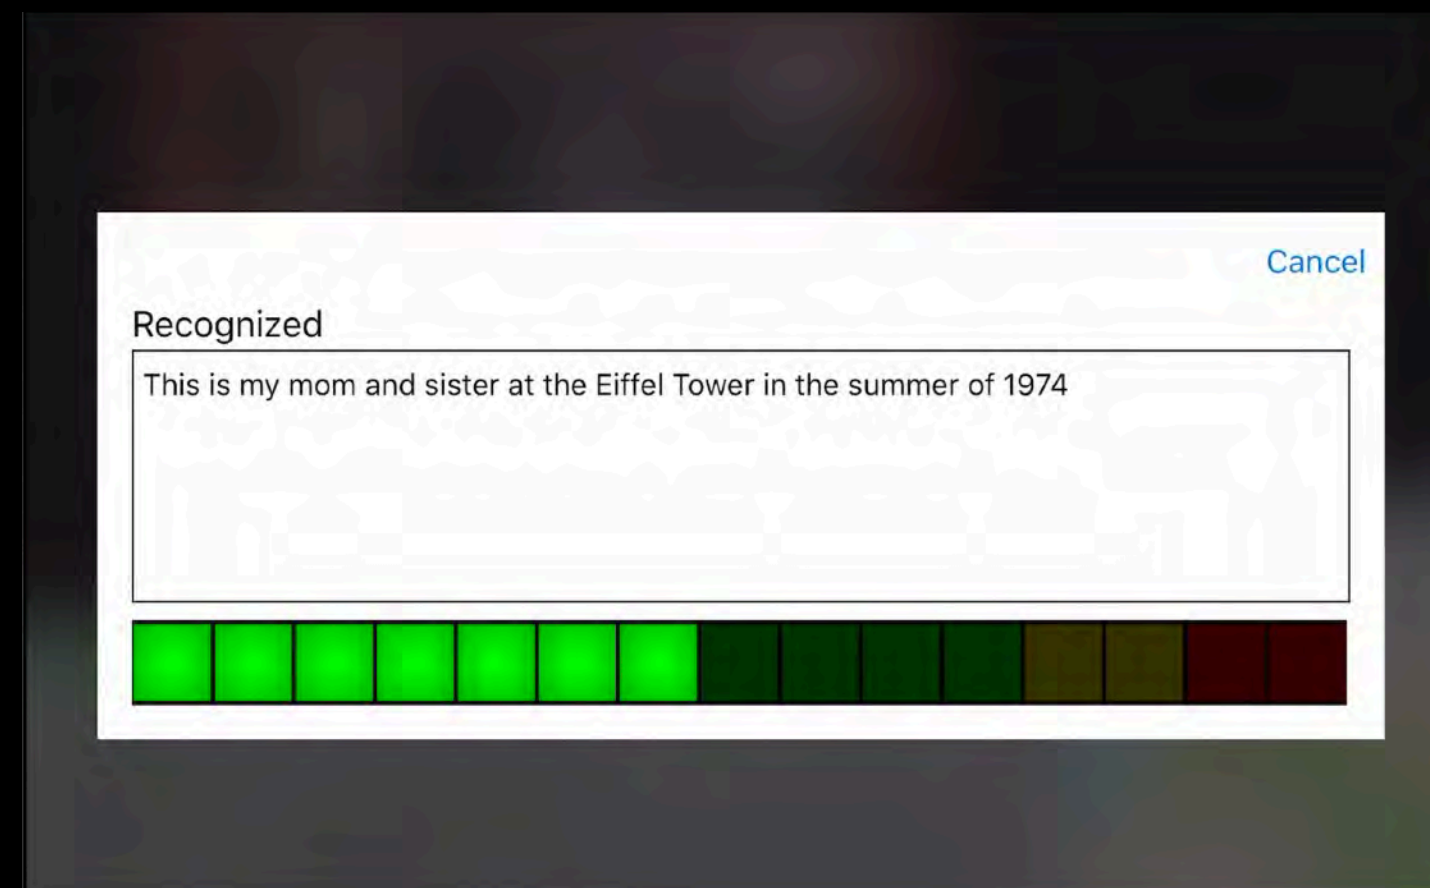 Cancel
Recognized
This is my mom and sister at the Eiffel Tower in the summer of 1974